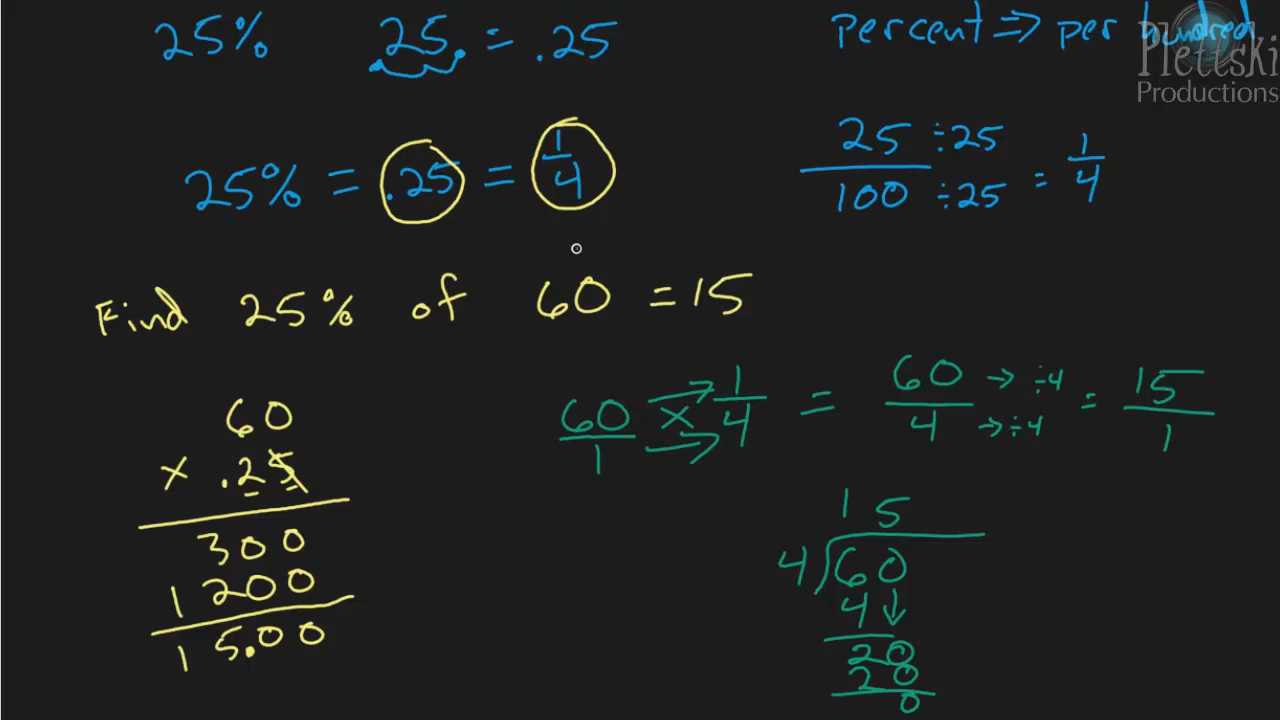 25% 25. = .25 percent ⇒ per hundred
Plettski
Productions
25% = .25 = 1/4
25 ÷25
100 ÷25 = 1/4
Find 25% of 60 = 15
60/1 × 1/4 = 60/4 → ÷4 → ÷4 = 15/1
60
× .25
300
1200
15.00
15
4)60
4↓
20
20
0